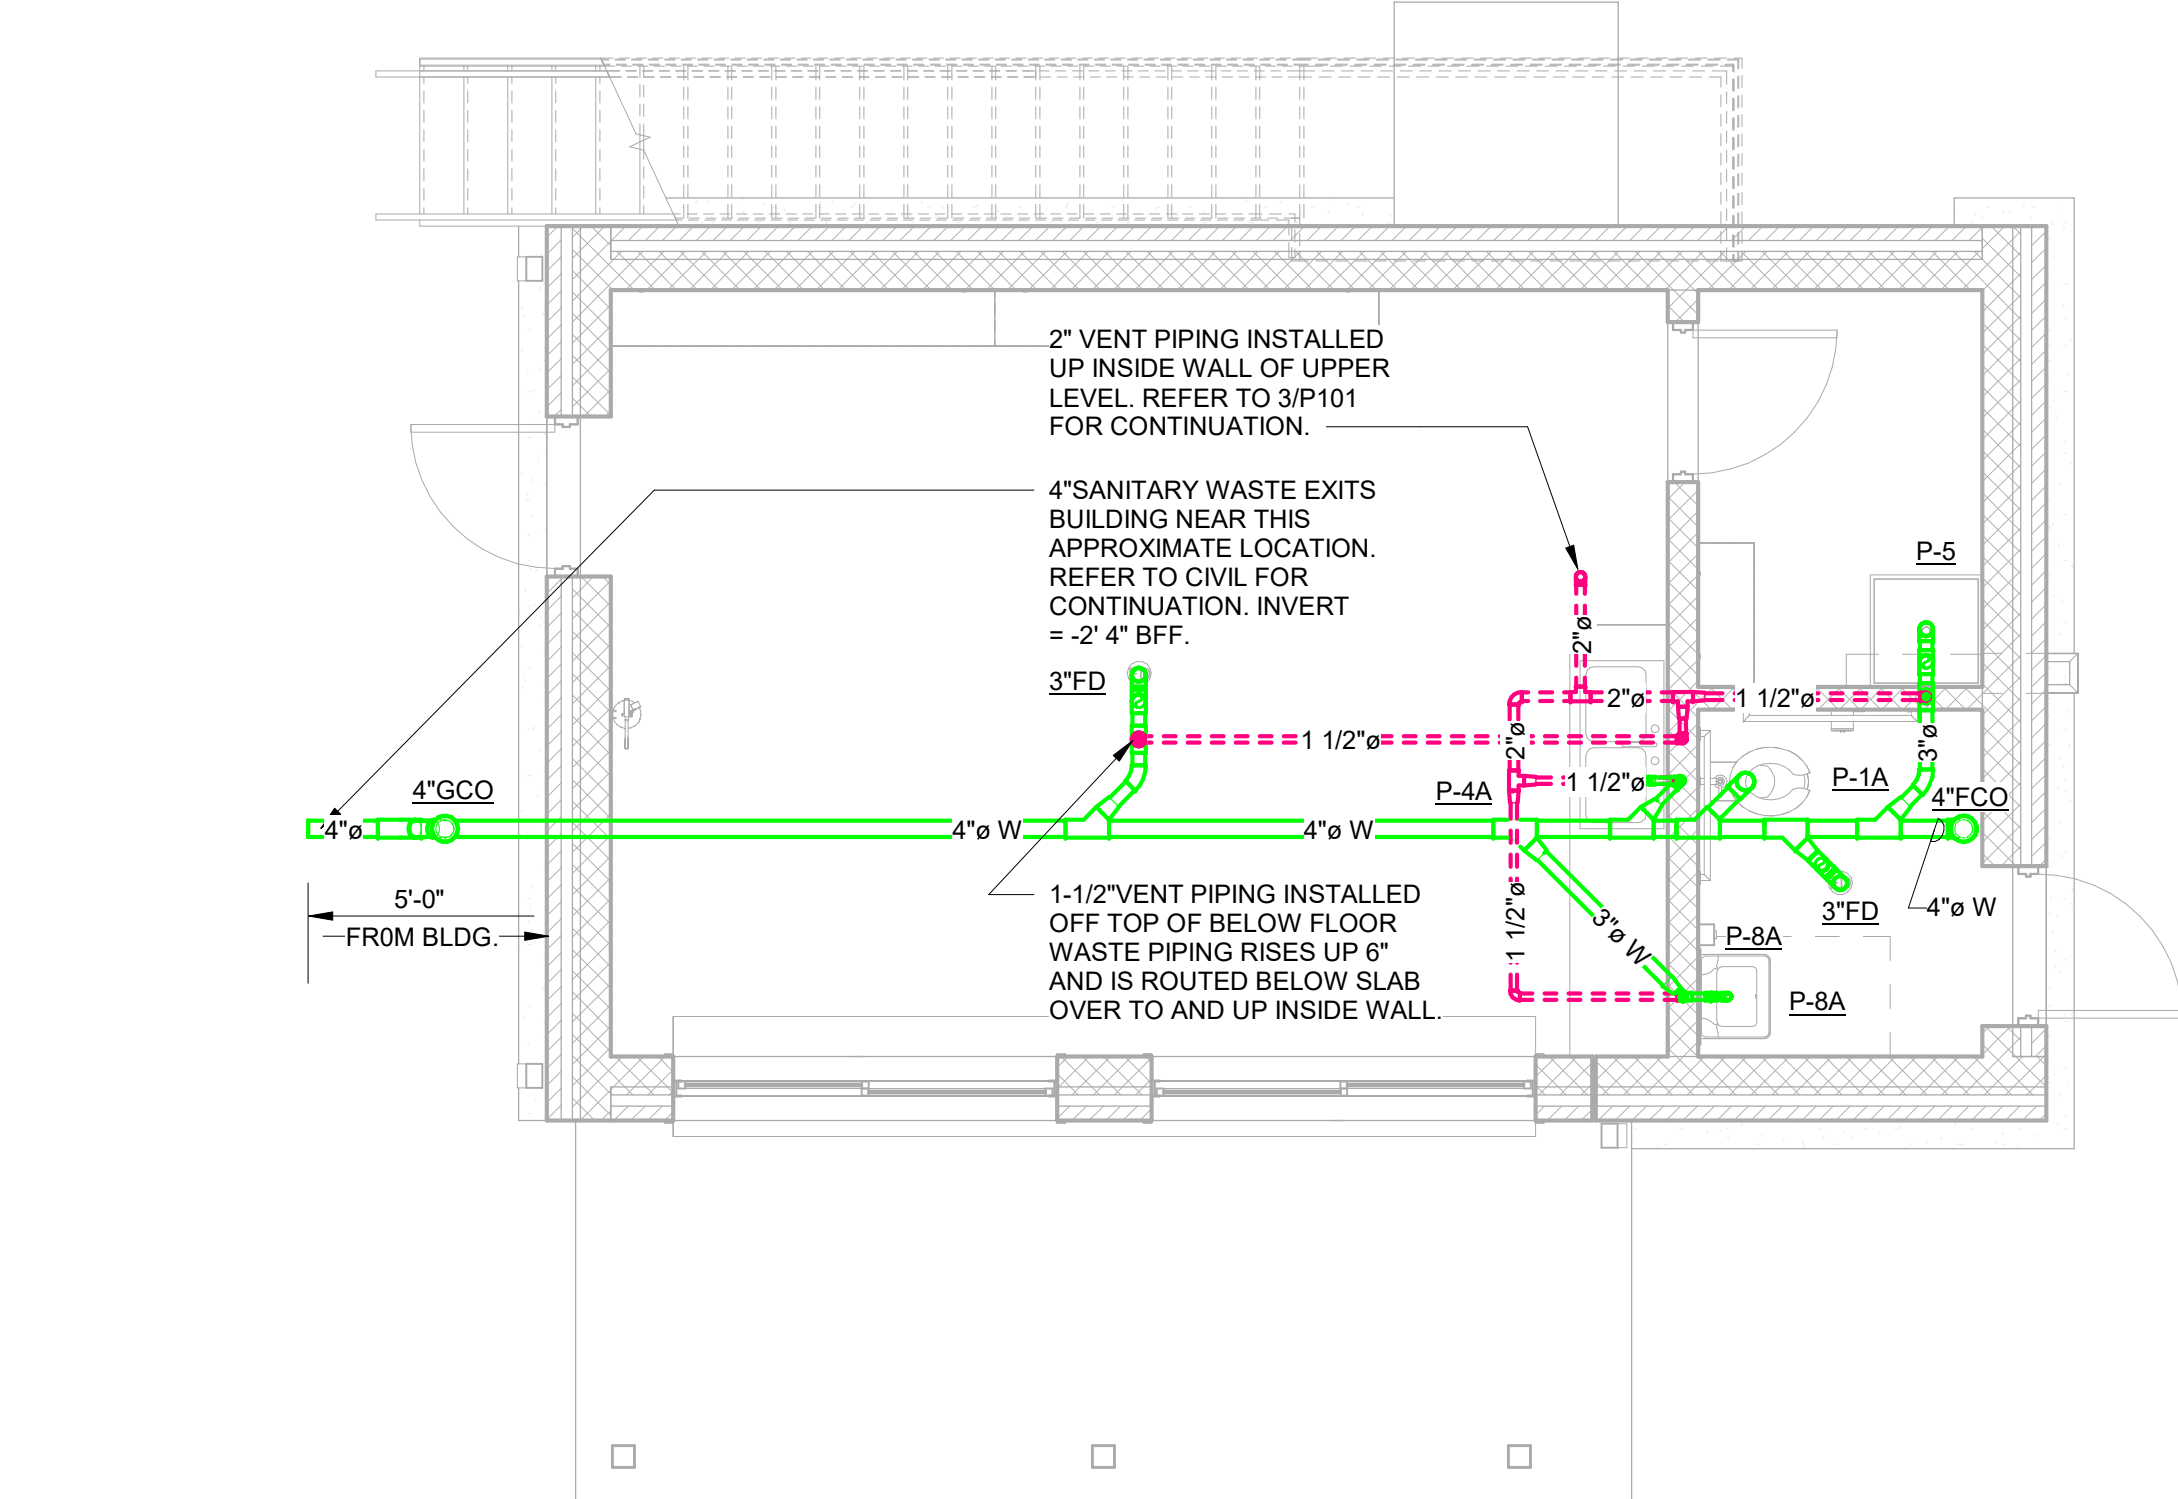 2" VENT PIPING INSTALLED
UP INSIDE WALL OF UPPER
LEVEL. REFER TO 3/P101
FOR CONTINUATION.
4"SANITARY WASTE EXITS
BUILDING NEAR THIS
APPROXIMATE LOCATION.
REFER TO CIVIL FOR
CONTINUATION. INVERT
= -2' 4" BFF.
P-5
2"ø
3"FD
2"ø
1 1/2"ø
1 1/2"ø
2"ø
3"ø
1 1/2"ø
P-1A
4"GCO
P-4A
4"FCO
4"ø
4"ø W
4"ø W
5'-0"
FR0M BLDG.
1-1/2"VENT PIPING INSTALLED
OFF TOP OF BELOW FLOOR
WASTE PIPING RISES UP 6"
AND IS ROUTED BELOW SLAB
OVER TO AND UP INSIDE WALL.
1 1/2"ø
3"ø W
3"FD
4"ø W
P-8A
P-8A